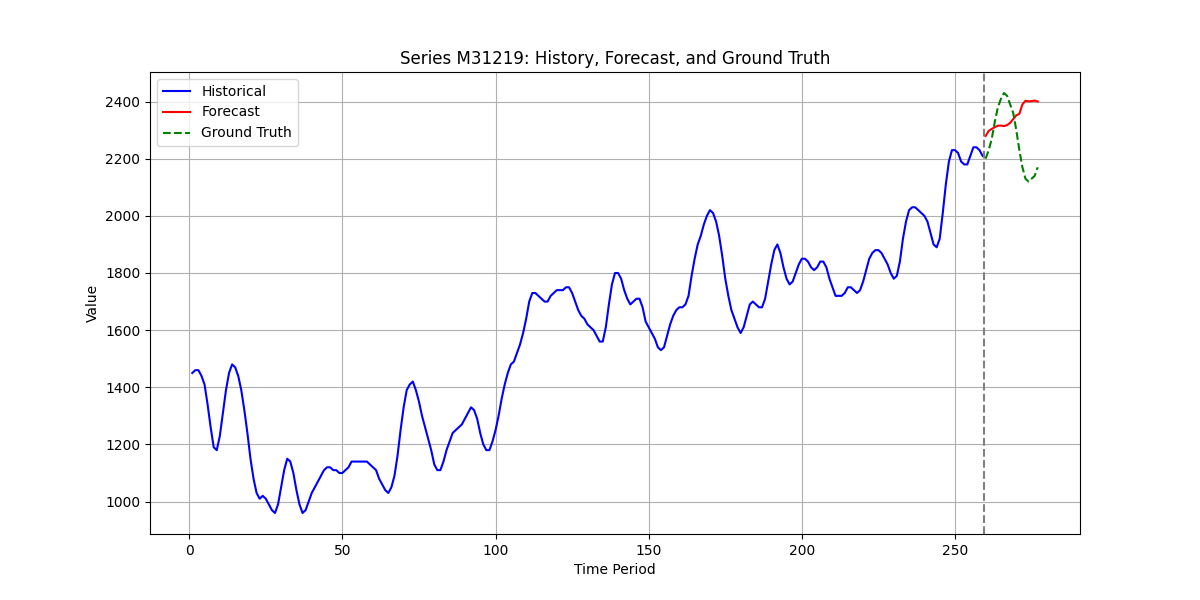 Series M31219: History, Forecast, and Ground Truth
Historical
Forecast
Ground Truth
2400
2200
2000
1800
1600
1400
1200
1000
Value
0 50 100 150 200 250
Time Period